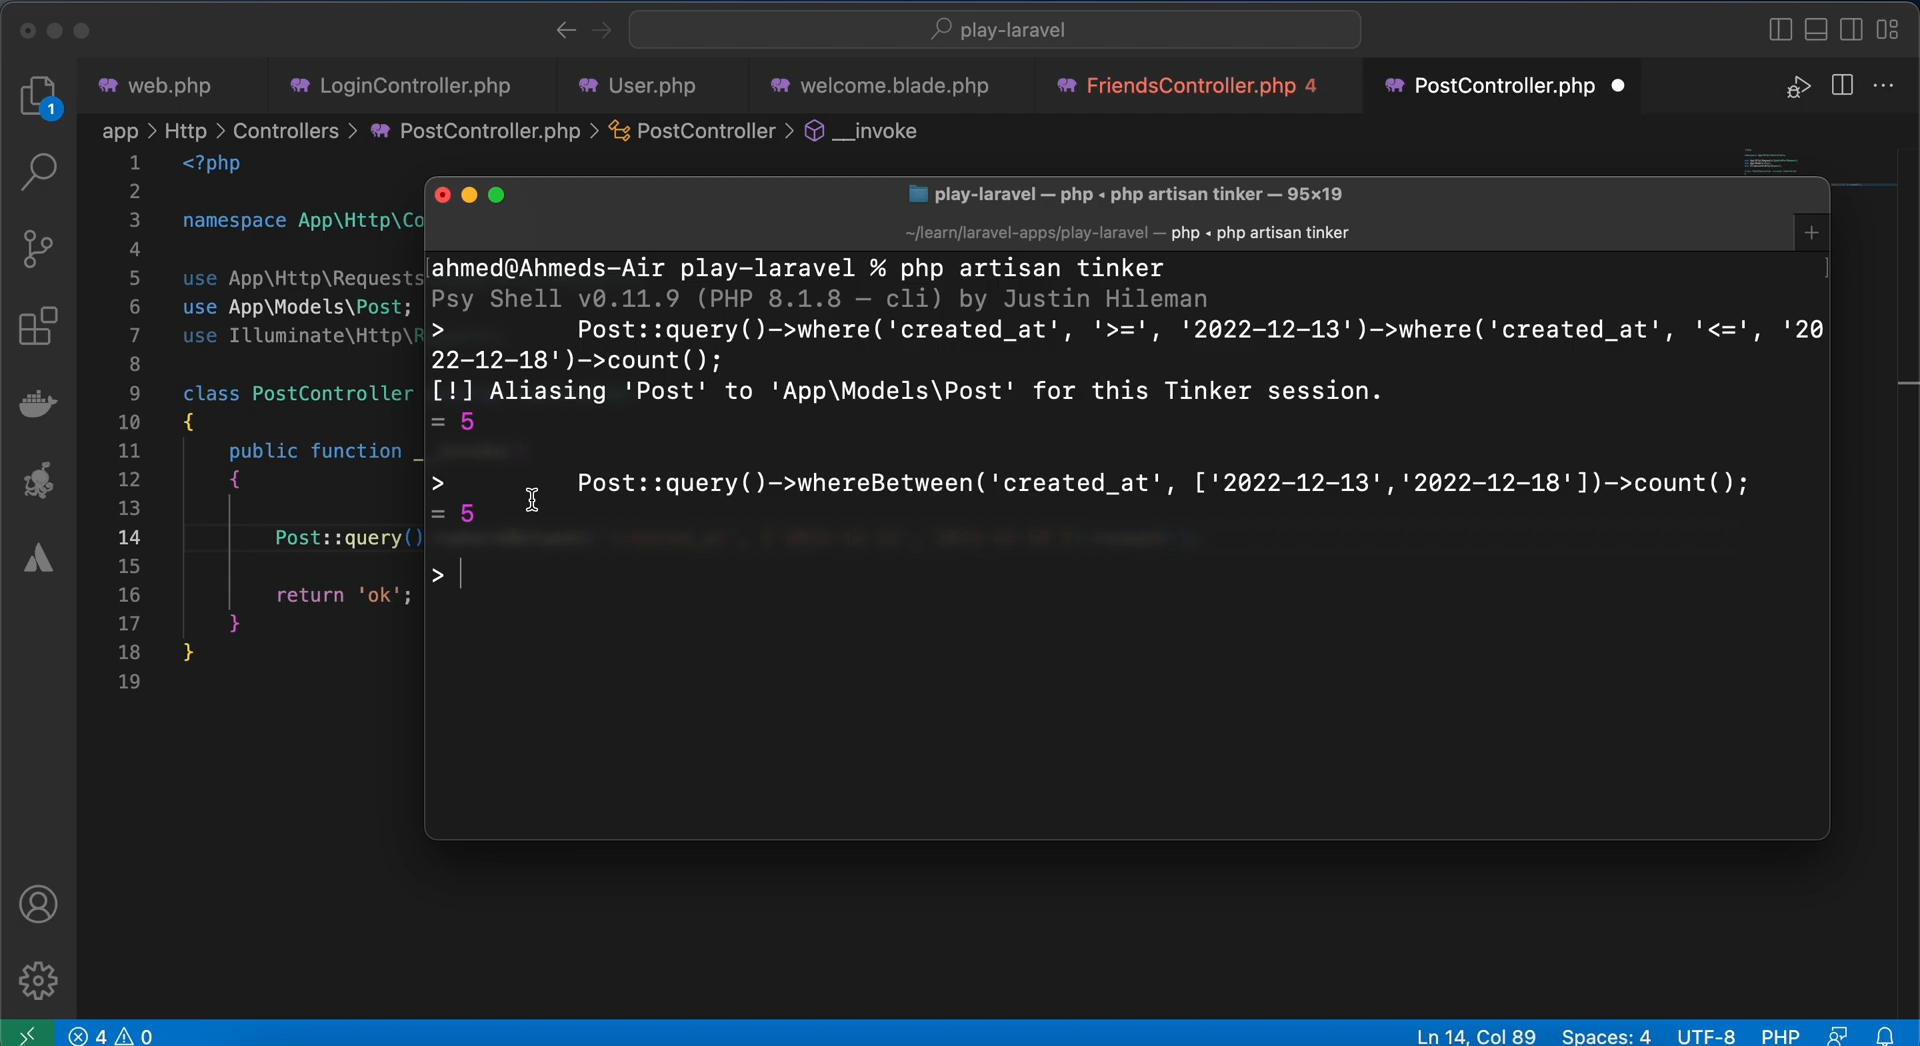 play-laravel
web.php
LoginController.php
User.php
welcome.blade.php
FriendsController.php 4
PostController.php
1
app > Http > Controllers > PostController.php > PostController > __invoke
1 <?php
2
3 namespace App\Http\Co
4
5 use App\Http\Requests
6 use App\Models\Post;
7 use Illuminate\Http\R
8
9 class PostController
10 {
11 public function _
12 {
13
14 Post::query()
15
16 return 'ok';
17 }
18 }
19
play-laravel — php ◂ php artisan tinker — 95×19
~/learn/laravel-apps/play-laravel — php ◂ php artisan tinker
+
[ahmed@Ahmeds-Air play-laravel % php artisan tinker ]
Psy Shell v0.11.9 (PHP 8.1.8 — cli) by Justin Hileman
> Post::query()->where('created_at', '>=', '2022-12-13')->where('created_at', '<=', '20
22-12-18')->count();
[!] Aliasing 'Post' to 'App\Models\Post' for this Tinker session.
= 5
> Post::query()->whereBetween('created_at', ['2022-12-13','2022-12-18'])->count();
= 5
>
4 0
Ln 14, Col 89 Spaces: 4 UTF-8 PHP